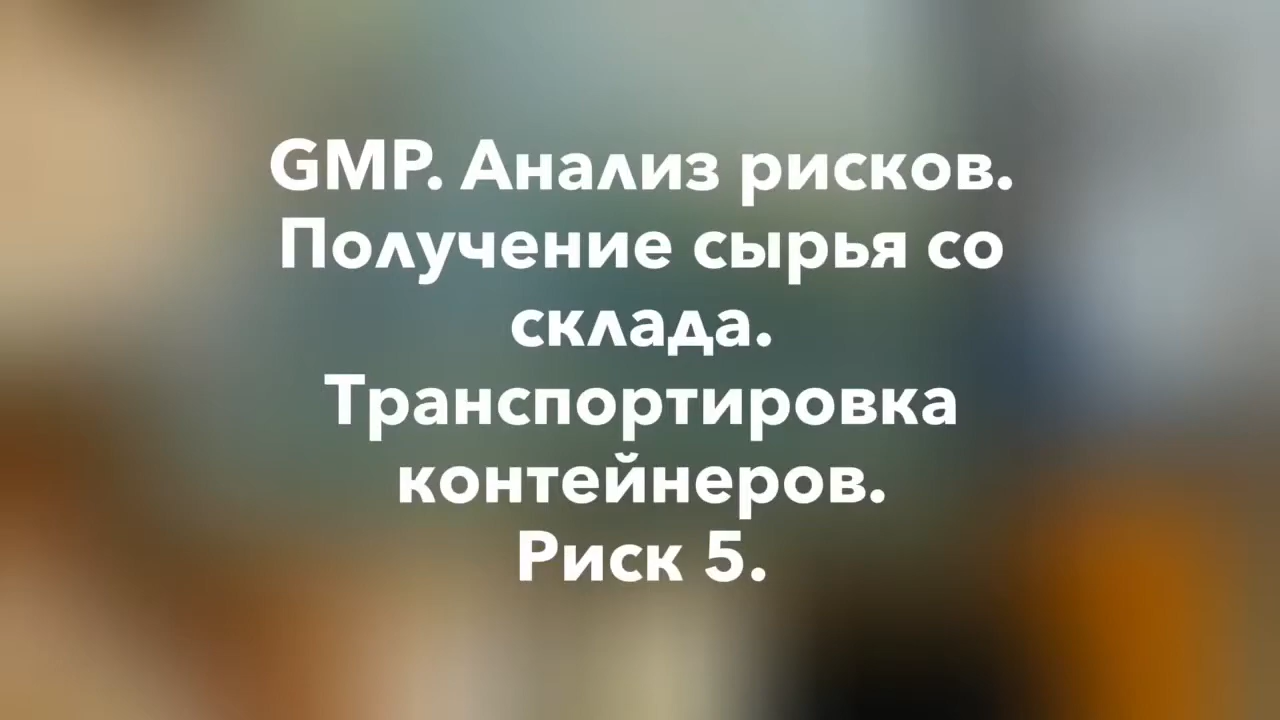 GMP. Анализ рисков.
Получение сырья со
склада.
Транспортировка
контейнеров.
Риск 5.